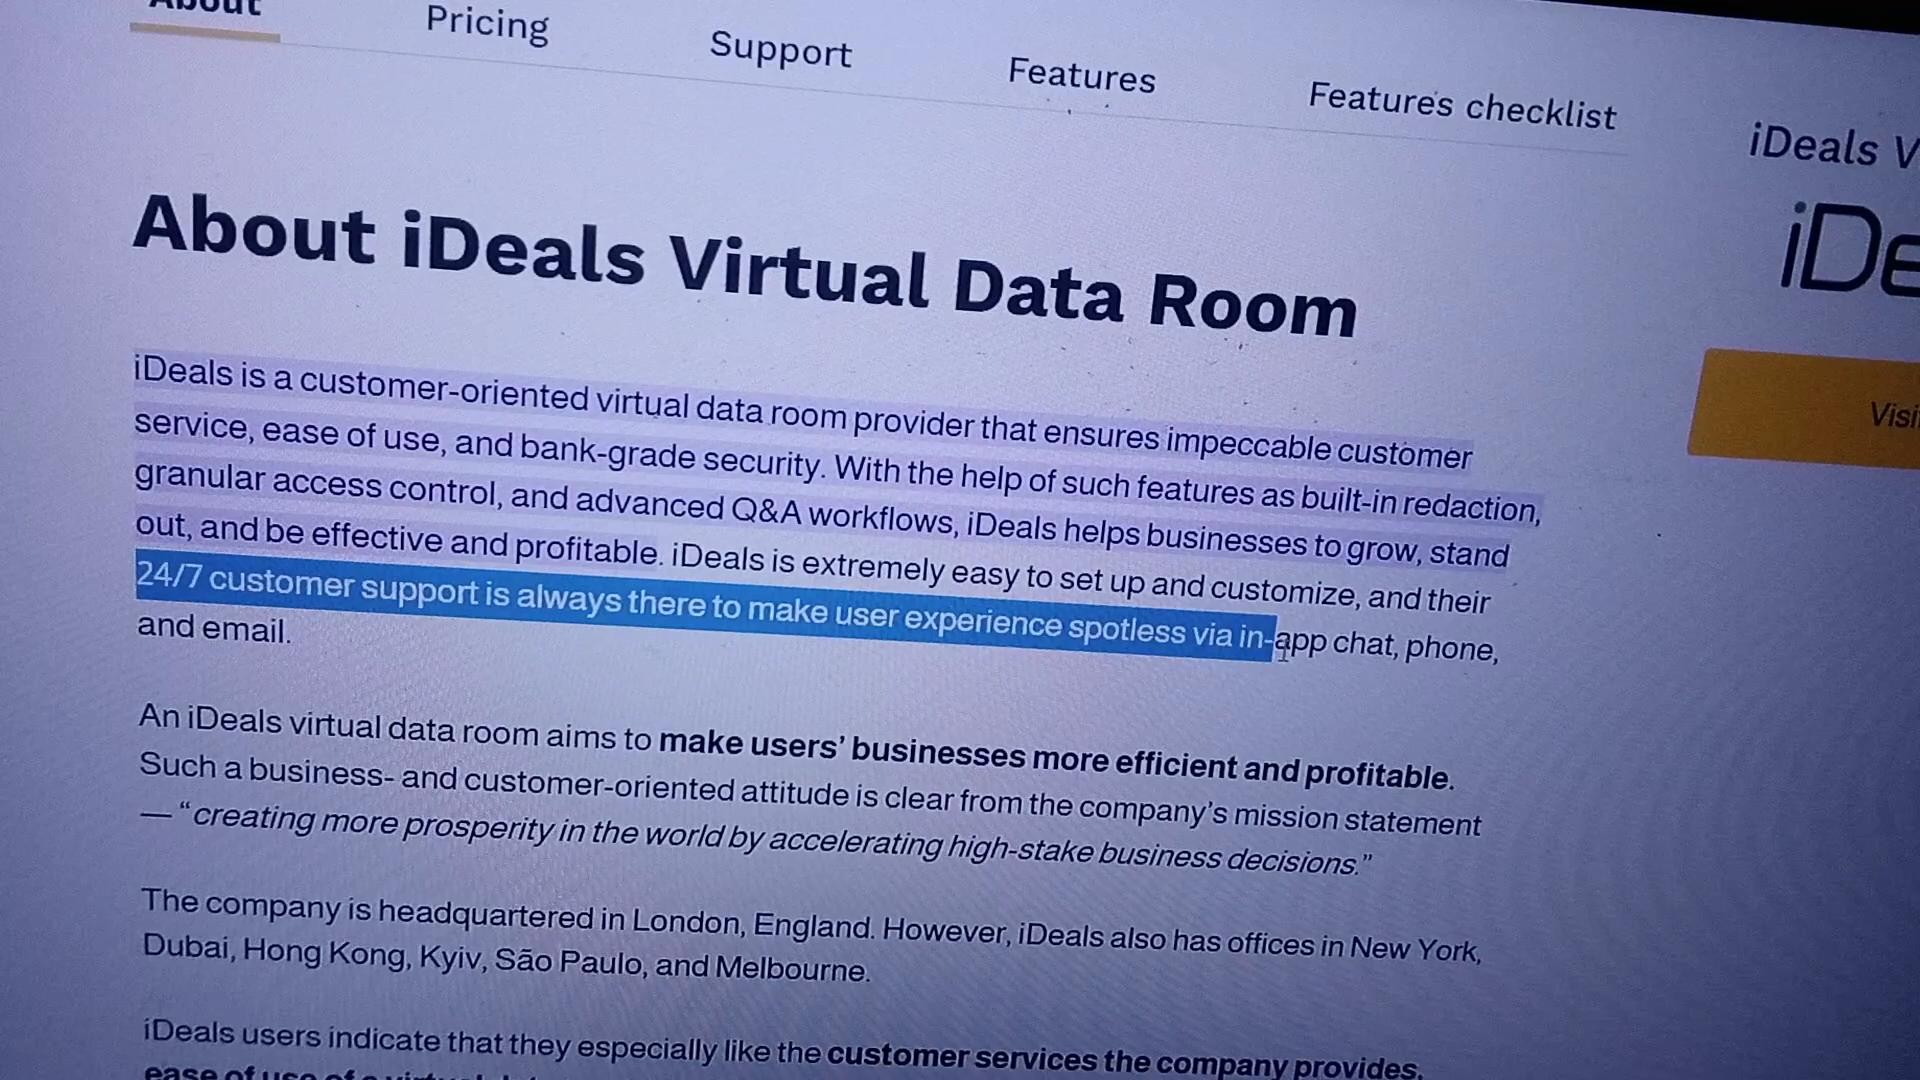 About
Pricing
Support
Features
Features checklist
iDeals
About iDeals Virtual Data Room
iDeals is a customer-oriented virtual data room provider that ensures impeccable customer
service, ease of use, and bank-grade security. With the help of such features as built-in redaction,
granular access control, and advanced Q&A workflows, iDeals helps businesses to grow, stand
out, and be effective and profitable. iDeals is extremely easy to set up and customize, and their
24/7 customer support is always there to make user experience spotless via in-app chat, phone,
and email.
An iDeals virtual data room aims to make users’ businesses more efficient and profitable.
Such a business- and customer-oriented attitude is clear from the company’s mission statement
— “creating more prosperity in the world by accelerating high-stake business decisions.”
The company is headquartered in London, England. However, iDeals also has offices in New York,
Dubai, Hong Kong, Kyiv, São Paulo, and Melbourne.
iDeals users indicate that they especially like the customer services the company provides,
ease of use of a